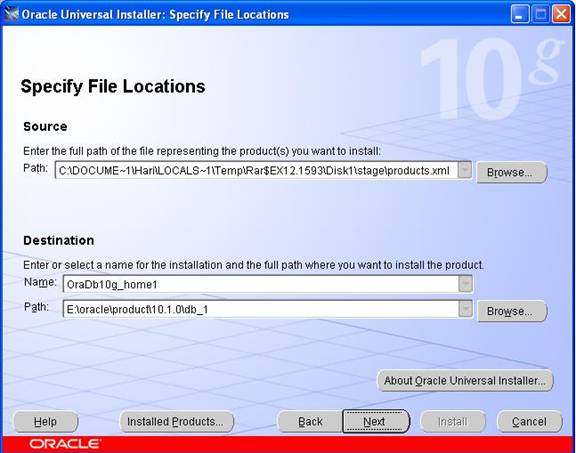 Oracle Universal Installer: Specify File Locations
10g
Specify File Locations
Source
Enter the full path of the file representing the product(s) you want to install:
Path: C:\DOCUME~1\Hari\LOCALS~1\Temp\Rar$EX12.1593\Disk1\stage\products.xml Browse...
Destination
Enter or select a name for the installation and the full path where you want to install the product.
Name: OraDb10g_home1
Path: E:\oracle\product\10.1.0\db_1 Browse...
About Oracle Universal Installer...
Help Installed Products... Back Next Install Cancel
ORACLE